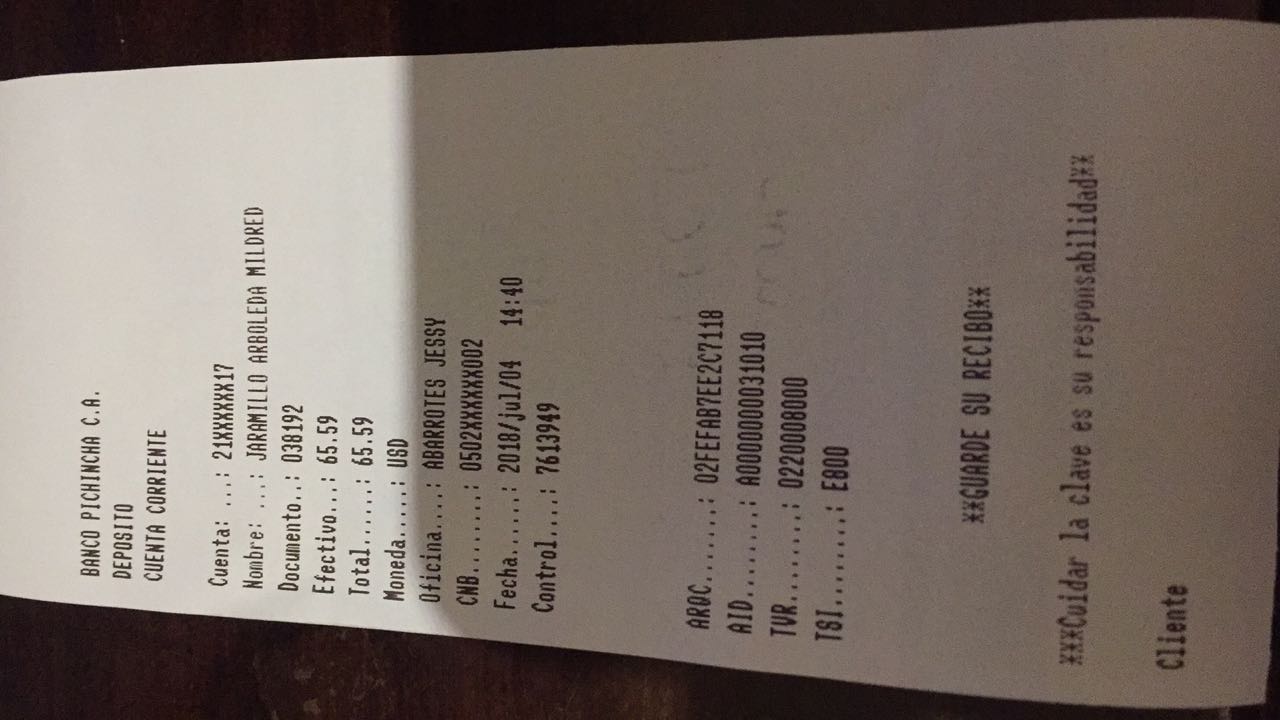 BANCO PICHINCHA C.A.
DEPOSITO
CUENTA CORRIENTE
Cuenta: ...: 21XXXXXX17
Nombre: ...: JARAMILLO ARBOLEDA MILDRED
Documento..: 038192
Efectivo...: 65.59
Total......: 65.59
Moneda.....: USD
Oficina....: ABARROTES JESSY
CNB........: 0502XXXXXX002
Fecha......: 2018/jul/04 14:40
Control....: 7613949
ARQC.......: 02FEFAB7EE2C7118
AID........: A0000000031010
TVR........: 0220008000
TSI........: E800
**GUARDE SU RECIBO**
***Cuidar la clave es su responsabilidad**
Cliente